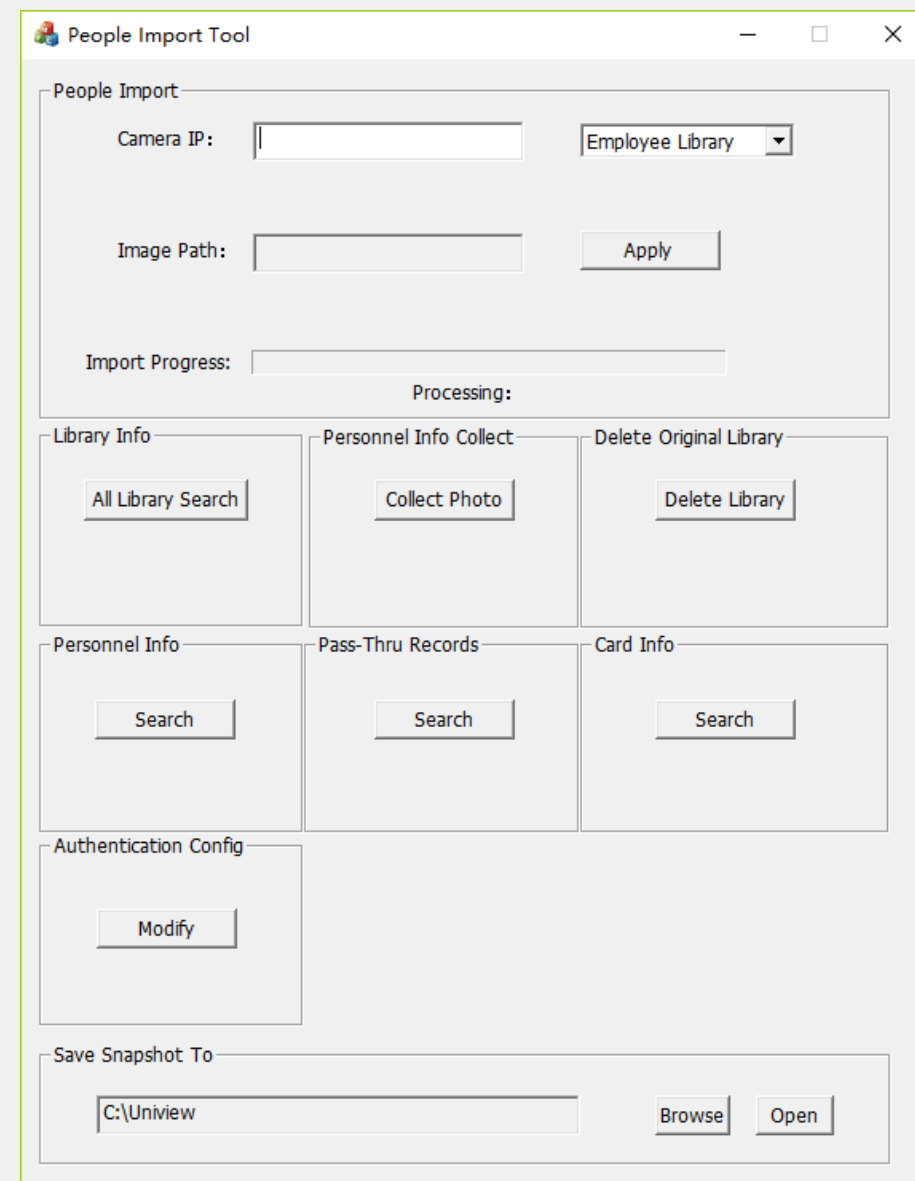 People Import Tool
People Import
Camera IP:
Employee Library
Image Path:
Apply
Import Progress:
Processing:
Library Info
Personnel Info Collect
Delete Original Library
All Library Search
Collect Photo
Delete Library
Personnel Info
Pass-Thru Records
Card Info
Search
Search
Search
Authentication Config
Modify
Save Snapshot To
C:\Uniview
Browse
Open